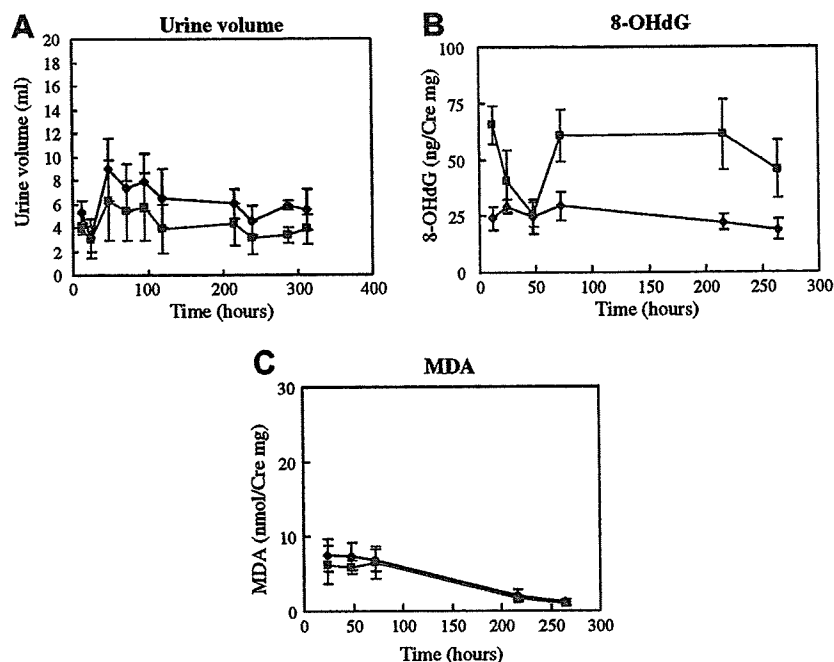 A
Urine volume
Urine volume (ml)
20
18
16
14
12
10
8
6
4
2
0
0 100 200 300 400
Time (hours)
B
8-OHdG
8-OHdG (ng/Cre mg)
100
75
50
25
0
0 50 100 150 200 250 300
Time (hours)
C
MDA
MDA (nmol/Cre mg)
30
20
10
0
0 50 100 150 200 250 300
Time (hours)